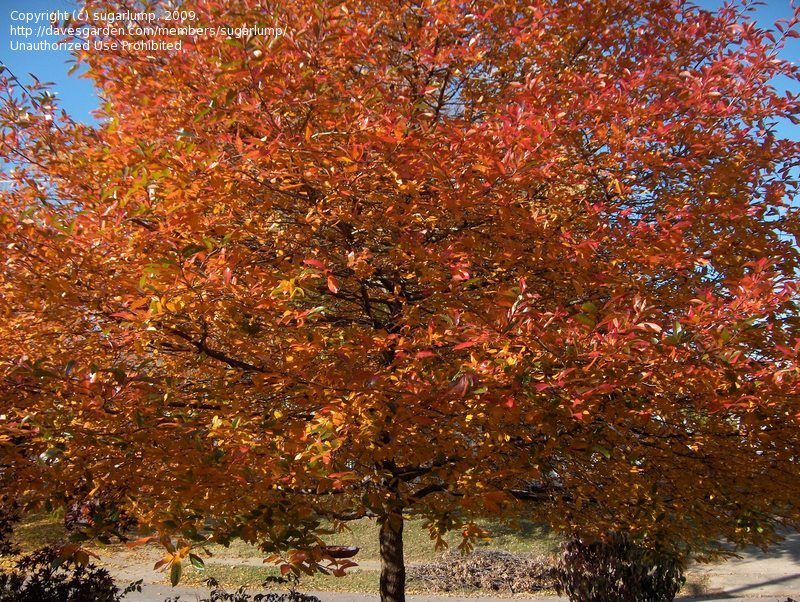 Copyright (c) sugarlump, 2009.
http://davesgarden.com/members/sugarlump/
Unauthorized Use Prohibited.